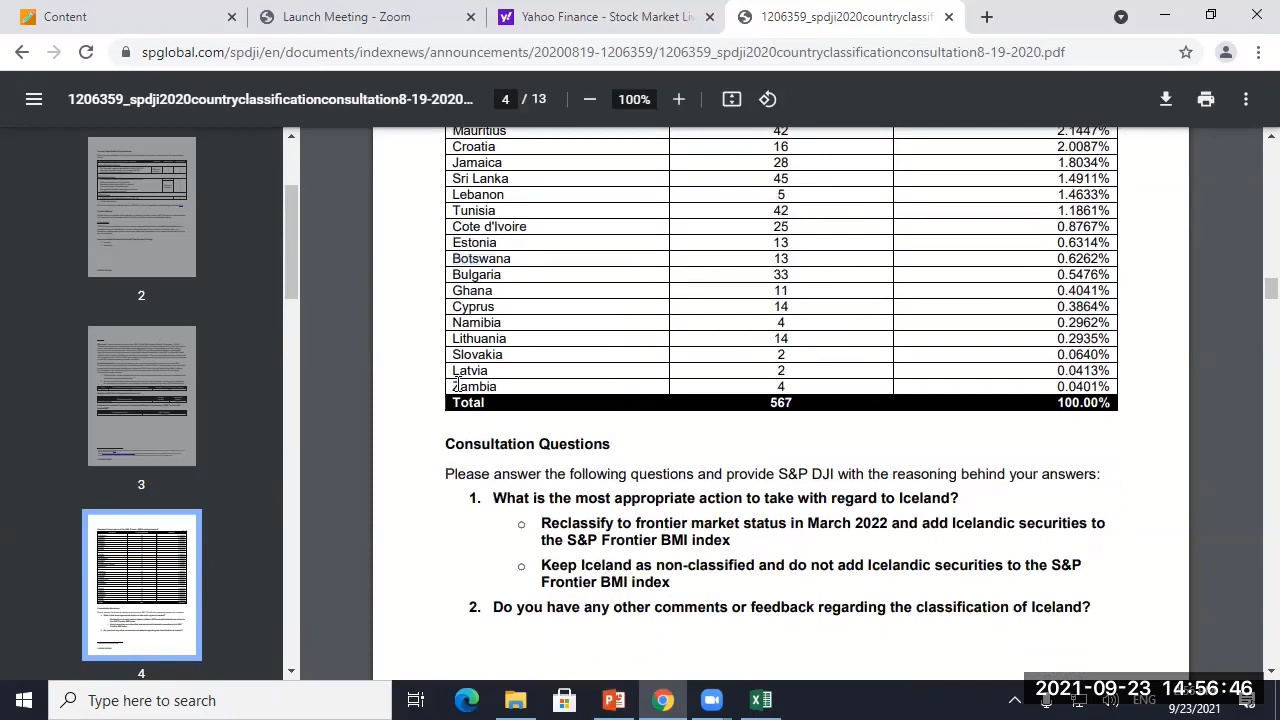 Content
Launch Meeting - Zoom
Yahoo Finance - Stock Market Li
1206359_spdji2020countryclassifi
spglobal.com/spdji/en/documents/indexnews/announcements/20200819-1206359/1206359_spdji2020countryclassificationconsultation8-19-2020.pdf
1206359_spdji2020countryclassificationconsultation8-19-2020...
4 / 13
100%
2
3
4
Mauritius 42 2.1447%
Croatia 16 2.0087%
Jamaica 28 1.8034%
Sri Lanka 45 1.4911%
Lebanon 5 1.4633%
Tunisia 42 1.1861%
Cote d'Ivoire 25 0.8767%
Estonia 13 0.6314%
Botswana 13 0.6262%
Bulgaria 33 0.5476%
Ghana 11 0.4041%
Cyprus 14 0.3864%
Namibia 4 0.2962%
Lithuania 14 0.2935%
Slovakia 2 0.0640%
Latvia 2 0.0413%
Zambia 4 0.0401%
Total 567 100.00%
Consultation Questions
Please answer the following questions and provide S&P DJI with the reasoning behind your answers:
1. What is the most appropriate action to take with regard to Iceland?
○ Reclassify to frontier market status in March 2022 and add Icelandic securities to
the S&P Frontier BMI index
○ Keep Iceland as non-classified and do not add Icelandic securities to the S&P
Frontier BMI index
2. Do you have any other comments or feedback regarding the classification of Iceland?
Type here to search
2021-09-23 14:56:46
ENG
9/23/2021